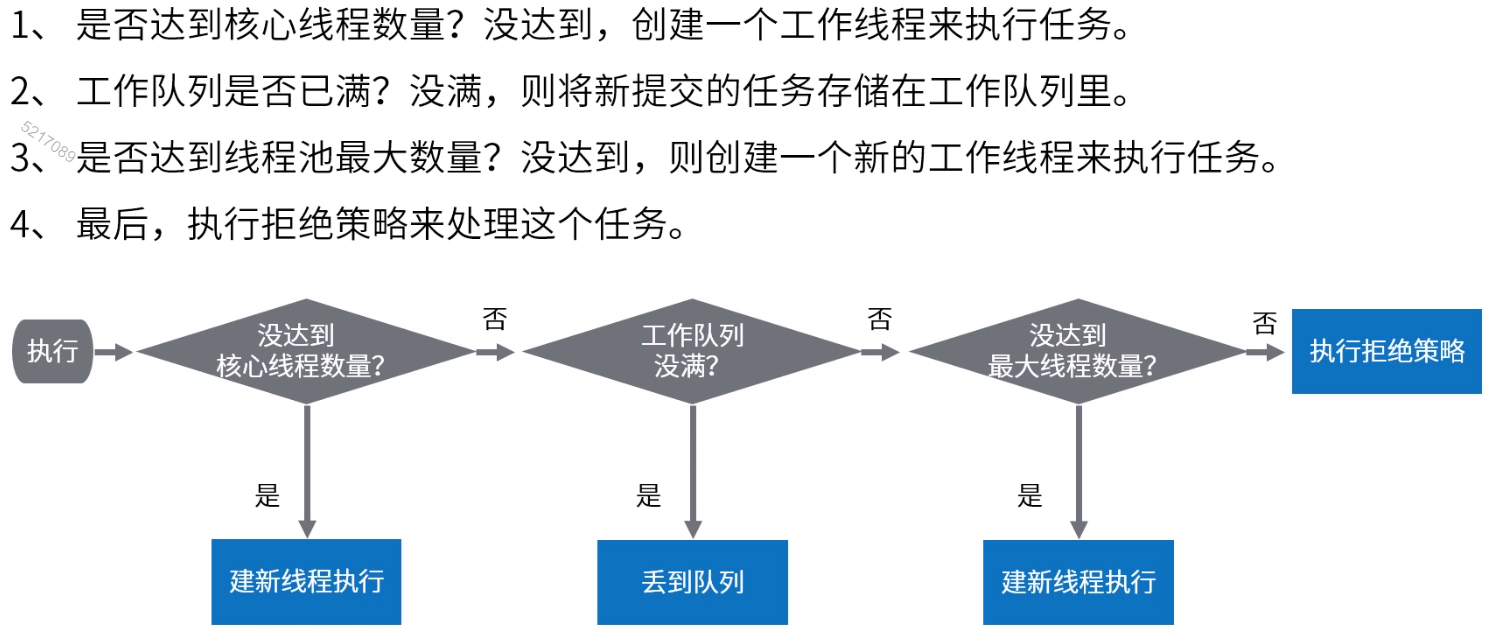 1、 是否达到核心线程数量？没达到，创建一个工作线程来执行任务。
2、 工作队列是否已满？没满，则将新提交的任务存储在工作队列里。
5217089
3、 是否达到线程池最大数量？没达到，则创建一个新的工作线程来执行任务。
4、 最后，执行拒绝策略来处理这个任务。
执行
没达到
核心线程数量？
否
工作队列
没满？
否
没达到
最大线程数量？
否
执行拒绝策略
是
是
是
建新线程执行
丢到队列
建新线程执行